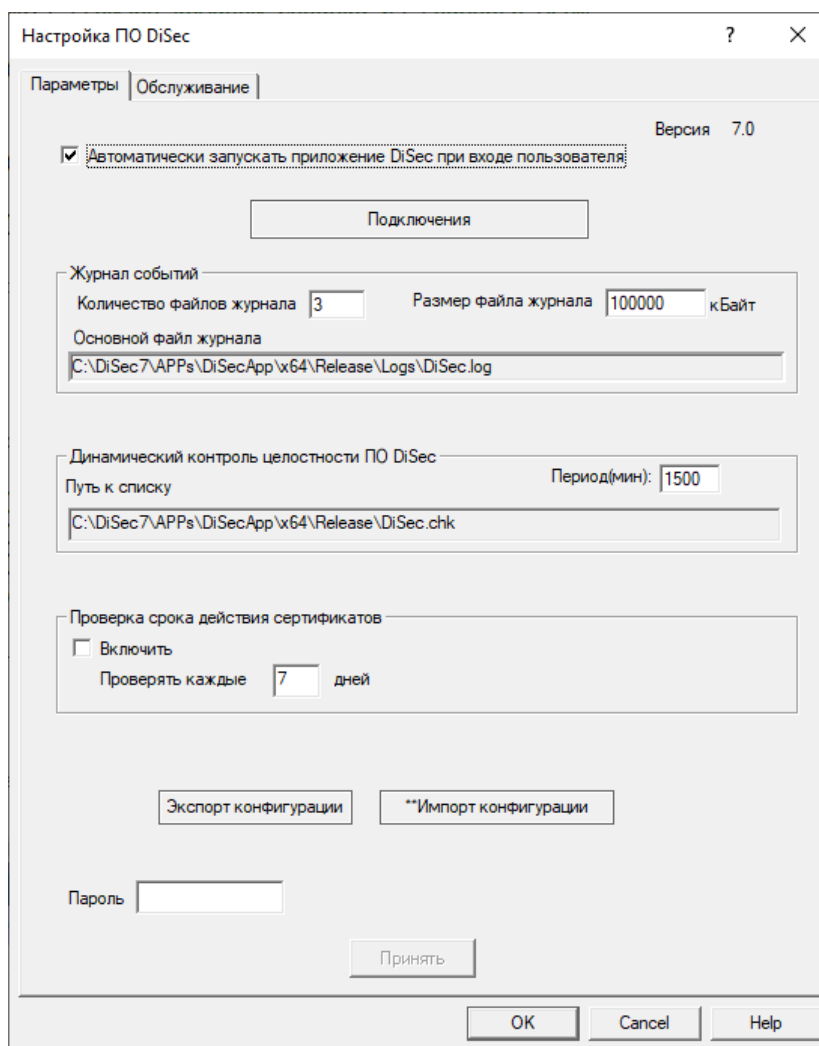 Настройка ПО DiSec
Параметры Обслуживание
Версия 7.0
Автоматически запускать приложение DiSec при входе пользователя
Подключения
Журнал событий
Количество файлов журнала 3 Размер файла журнала 100000 кБайт
Основной файл журнала
C:\DiSec7\APPs\DiSecApp\x64\Release\Logs\DiSec.log
Динамический контроль целостности ПО DiSec
Период(мин): 1500
Путь к списку
C:\DiSec7\APPs\DiSecApp\x64\Release\DiSec.chk
Проверка срока действия сертификатов
Включить
Проверять каждые 7 дней
Экспорт конфигурации **Импорт конфигурации
Пароль
Принять
OK Cancel Help